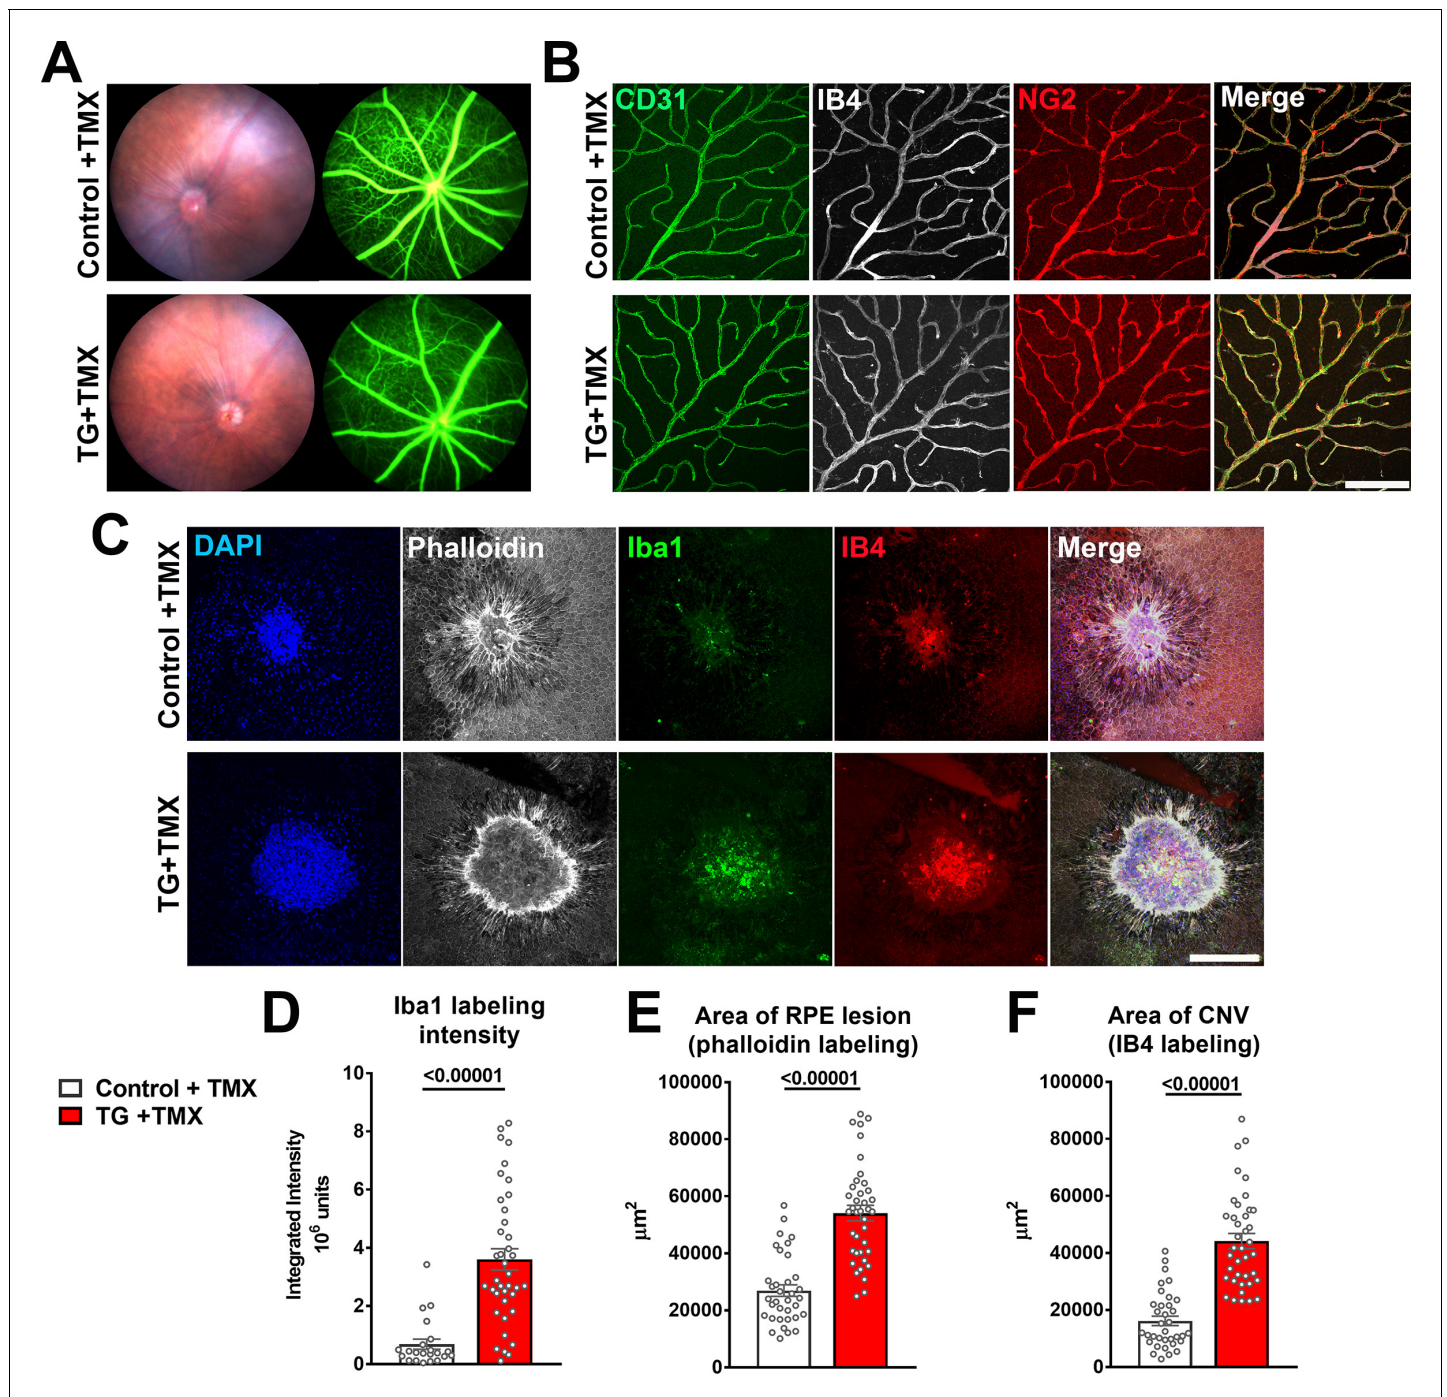 A
Control +TMX
TG+TMX
B
Control +TMX
TG+TMX
CD31
IB4
NG2
Merge
C
Control +TMX
TG+TMX
DAPI
Phalloidin
Iba1
IB4
Merge
Control + TMX
TG +TMX
D
Iba1 labeling
intensity
<0.00001
Integrated Intensity
10⁶ units
10
8
6
4
2
0
E
Area of RPE lesion
(phalloidin labeling)
<0.00001
μm²
100000
80000
60000
40000
20000
0
F
Area of CNV
(IB4 labeling)
<0.00001
μm²
100000
80000
60000
40000
20000
0